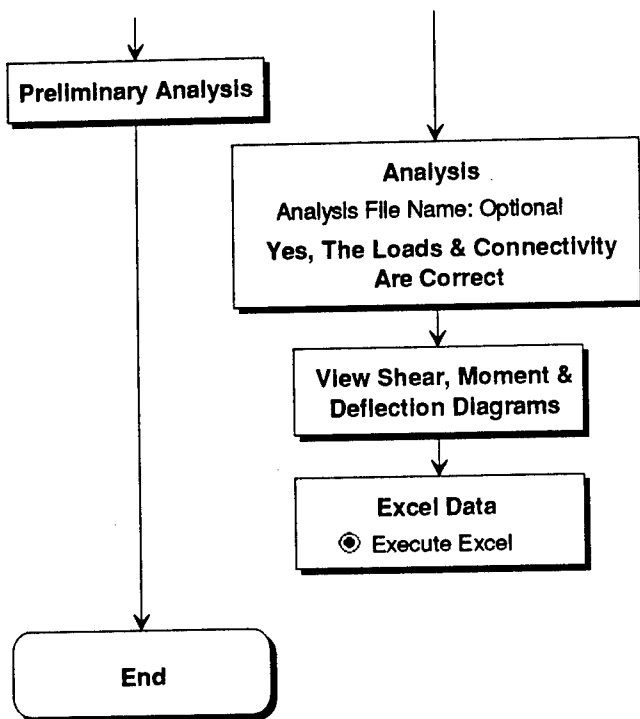 Preliminary Analysis
Analysis
Analysis File Name: Optional
Yes, The Loads & Connectivity
Are Correct
View Shear, Moment &
Deflection Diagrams
Excel Data
Execute Excel
End